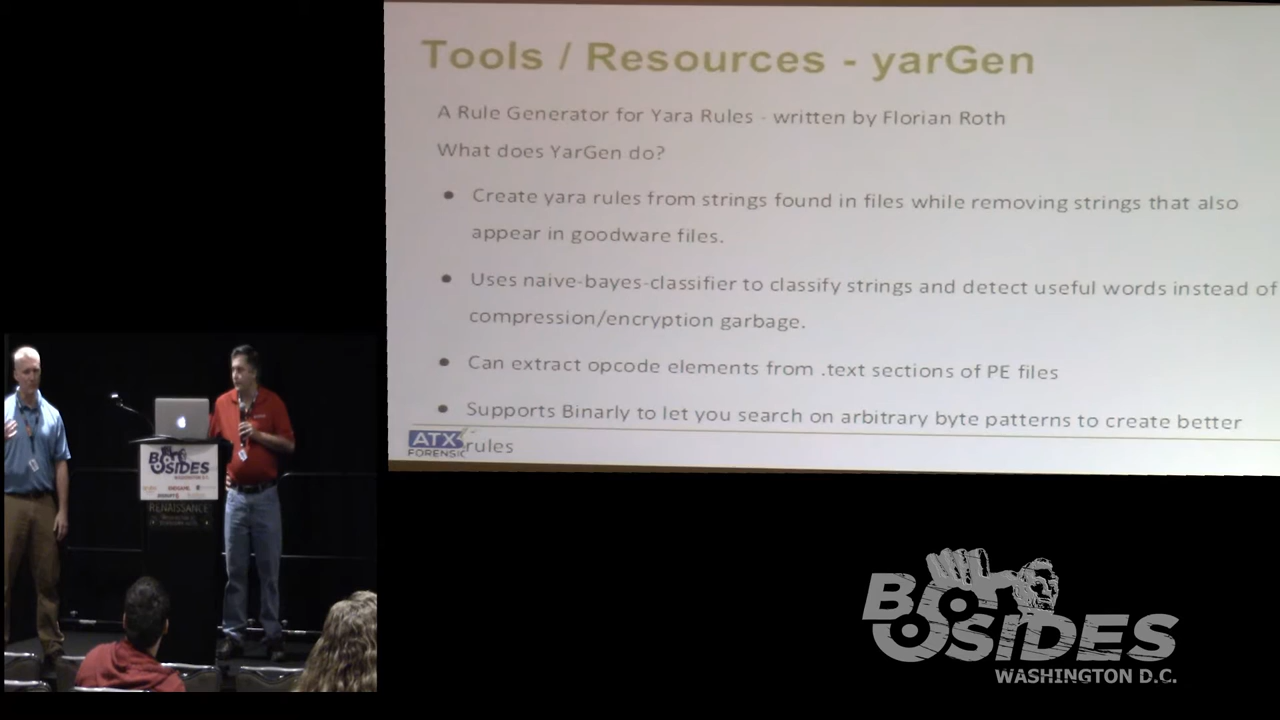 Tools / Resources - yarGen
A Rule Generator for Yara Rules - written by Florian Roth
What does YarGen do?
Create yara rules from strings found in files while removing strings that also
appear in goodware files.
Uses naive-bayes-classifier to classify strings and detect useful words instead of
compression/encryption garbage.
Can extract opcode elements from .text sections of PE files
Supports Binarly to let you search on arbitrary byte patterns to create better
rules
ATX
FORENSIC
BSIDES
WASHINGTON D.C.
RENAISSANCE
BSIDES
WASHINGTON D.C.